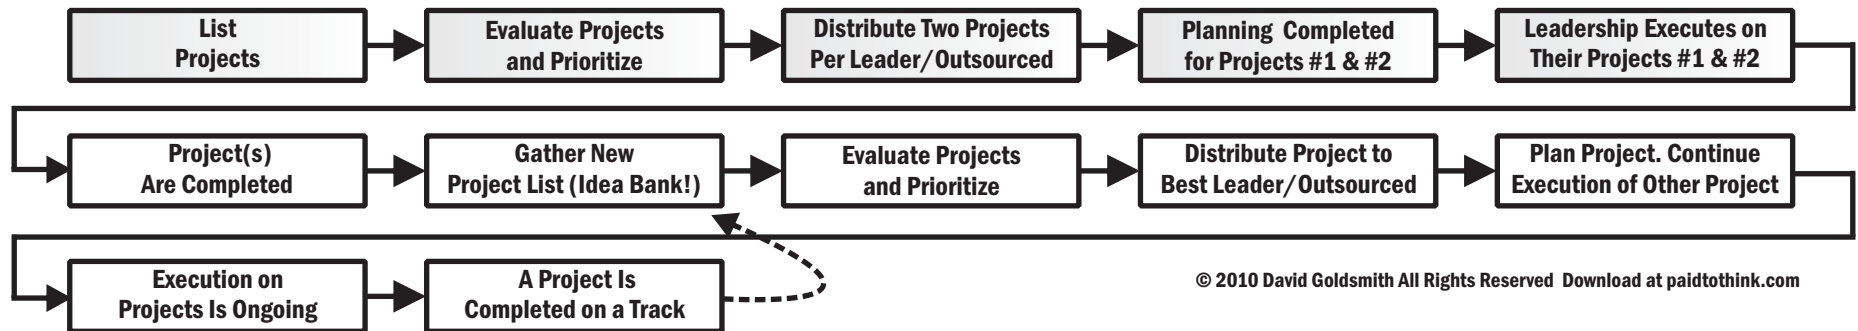 List
Projects
Evaluate Projects
and Prioritize
Distribute Two Projects
Per Leader/Outsourced
Planning Completed
for Projects #1 & #2
Leadership Executes on
Their Projects #1 & #2
Project(s)
Are Completed
Gather New
Project List (Idea Bank!)
Evaluate Projects
and Prioritize
Distribute Project to
Best Leader/Outsourced
Plan Project. Continue
Execution of Other Project
Execution on
Projects Is Ongoing
A Project Is
Completed on a Track
© 2010 David Goldsmith All Rights Reserved Download at paidtothink.com